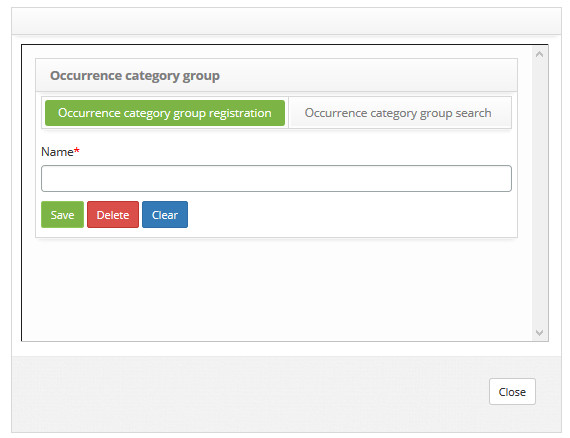 Occurrence category group
Occurrence category group registration Occurrence category group search
Name*
Save Delete Clear
Close